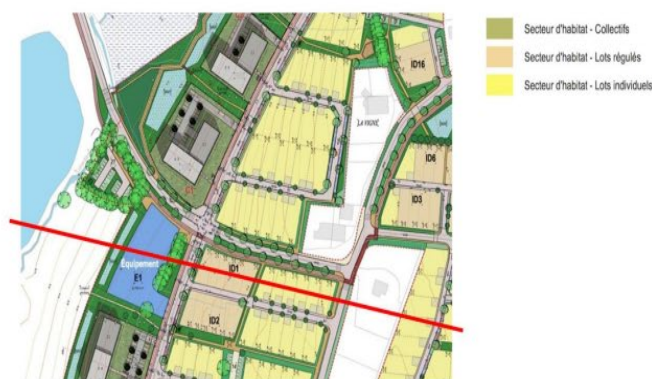 Secteur d'habitat - Collectifs
Secteur d'habitat - Lots régulés
Secteur d'habitat - Lots individuels
ID16
LA VIGNE
ID6
ID3
Equipement
E1
ID1
ID2